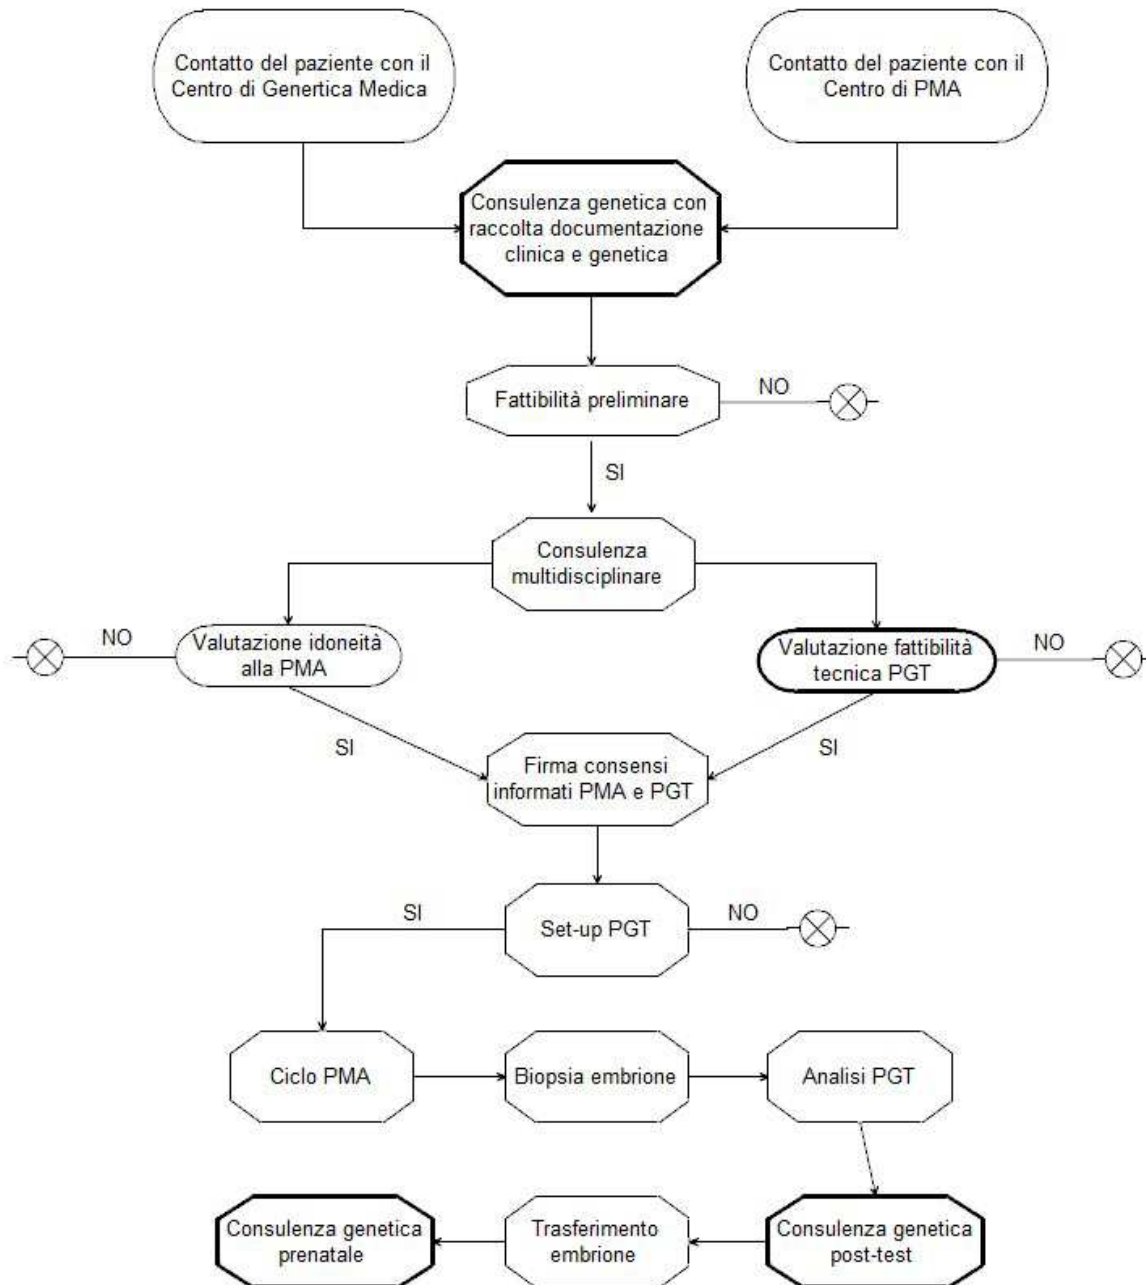 Contatto del paziente con il
Centro di Genertica Medica
Contatto del paziente con il
Centro di PMA
Consulenza genetica con
raccolta documentazione
clinica e genetica
Fattibilità preliminare
NO
SI
Consulenza
multidisciplinare
NO
Valutazione idoneità
alla PMA
Valutazione fattibilità
tecnica PGT
NO
SI
SI
Firma consensi
informati PMA e PGT
SI
Set-up PGT
NO
Ciclo PMA
Biopsia embrione
Analisi PGT
Consulenza genetica
prenatale
Trasferimento
embrione
Consulenza genetica
post-test